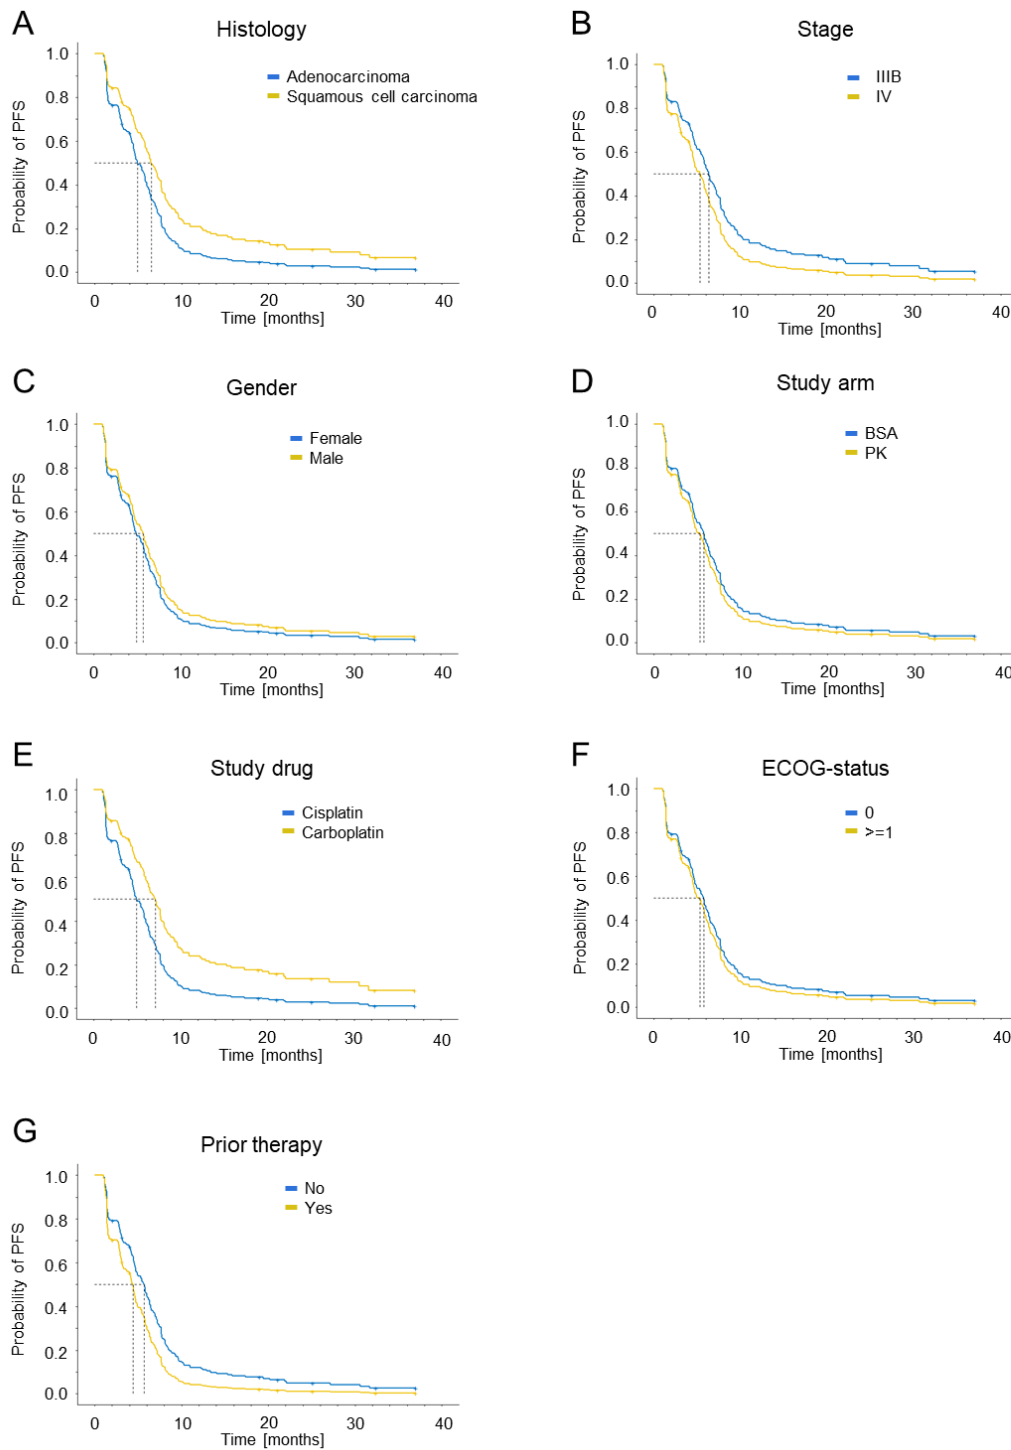 A
Histology
Probability of PFS
1.0
0.8
0.6
0.4
0.2
0.0
Adenocarcinoma
Squamous cell carcinoma
0 10 20 30 40
Time [months]
B
Stage
Probability of PFS
1.0
0.8
0.6
0.4
0.2
0.0
IIIB
IV
0 10 20 30 40
Time [months]
C
Gender
Probability of PFS
1.0
0.8
0.6
0.4
0.2
0.0
Female
Male
0 10 20 30 40
Time [months]
D
Study arm
Probability of PFS
1.0
0.8
0.6
0.4
0.2
0.0
BSA
PK
0 10 20 30 40
Time [months]
E
Study drug
Probability of PFS
1.0
0.8
0.6
0.4
0.2
0.0
Cisplatin
Carboplatin
0 10 20 30 40
Time [months]
F
ECOG-status
Probability of PFS
1.0
0.8
0.6
0.4
0.2
0.0
0
>=1
0 10 20 30 40
Time [months]
G
Prior therapy
Probability of PFS
1.0
0.8
0.6
0.4
0.2
0.0
No
Yes
0 10 20 30 40
Time [months]